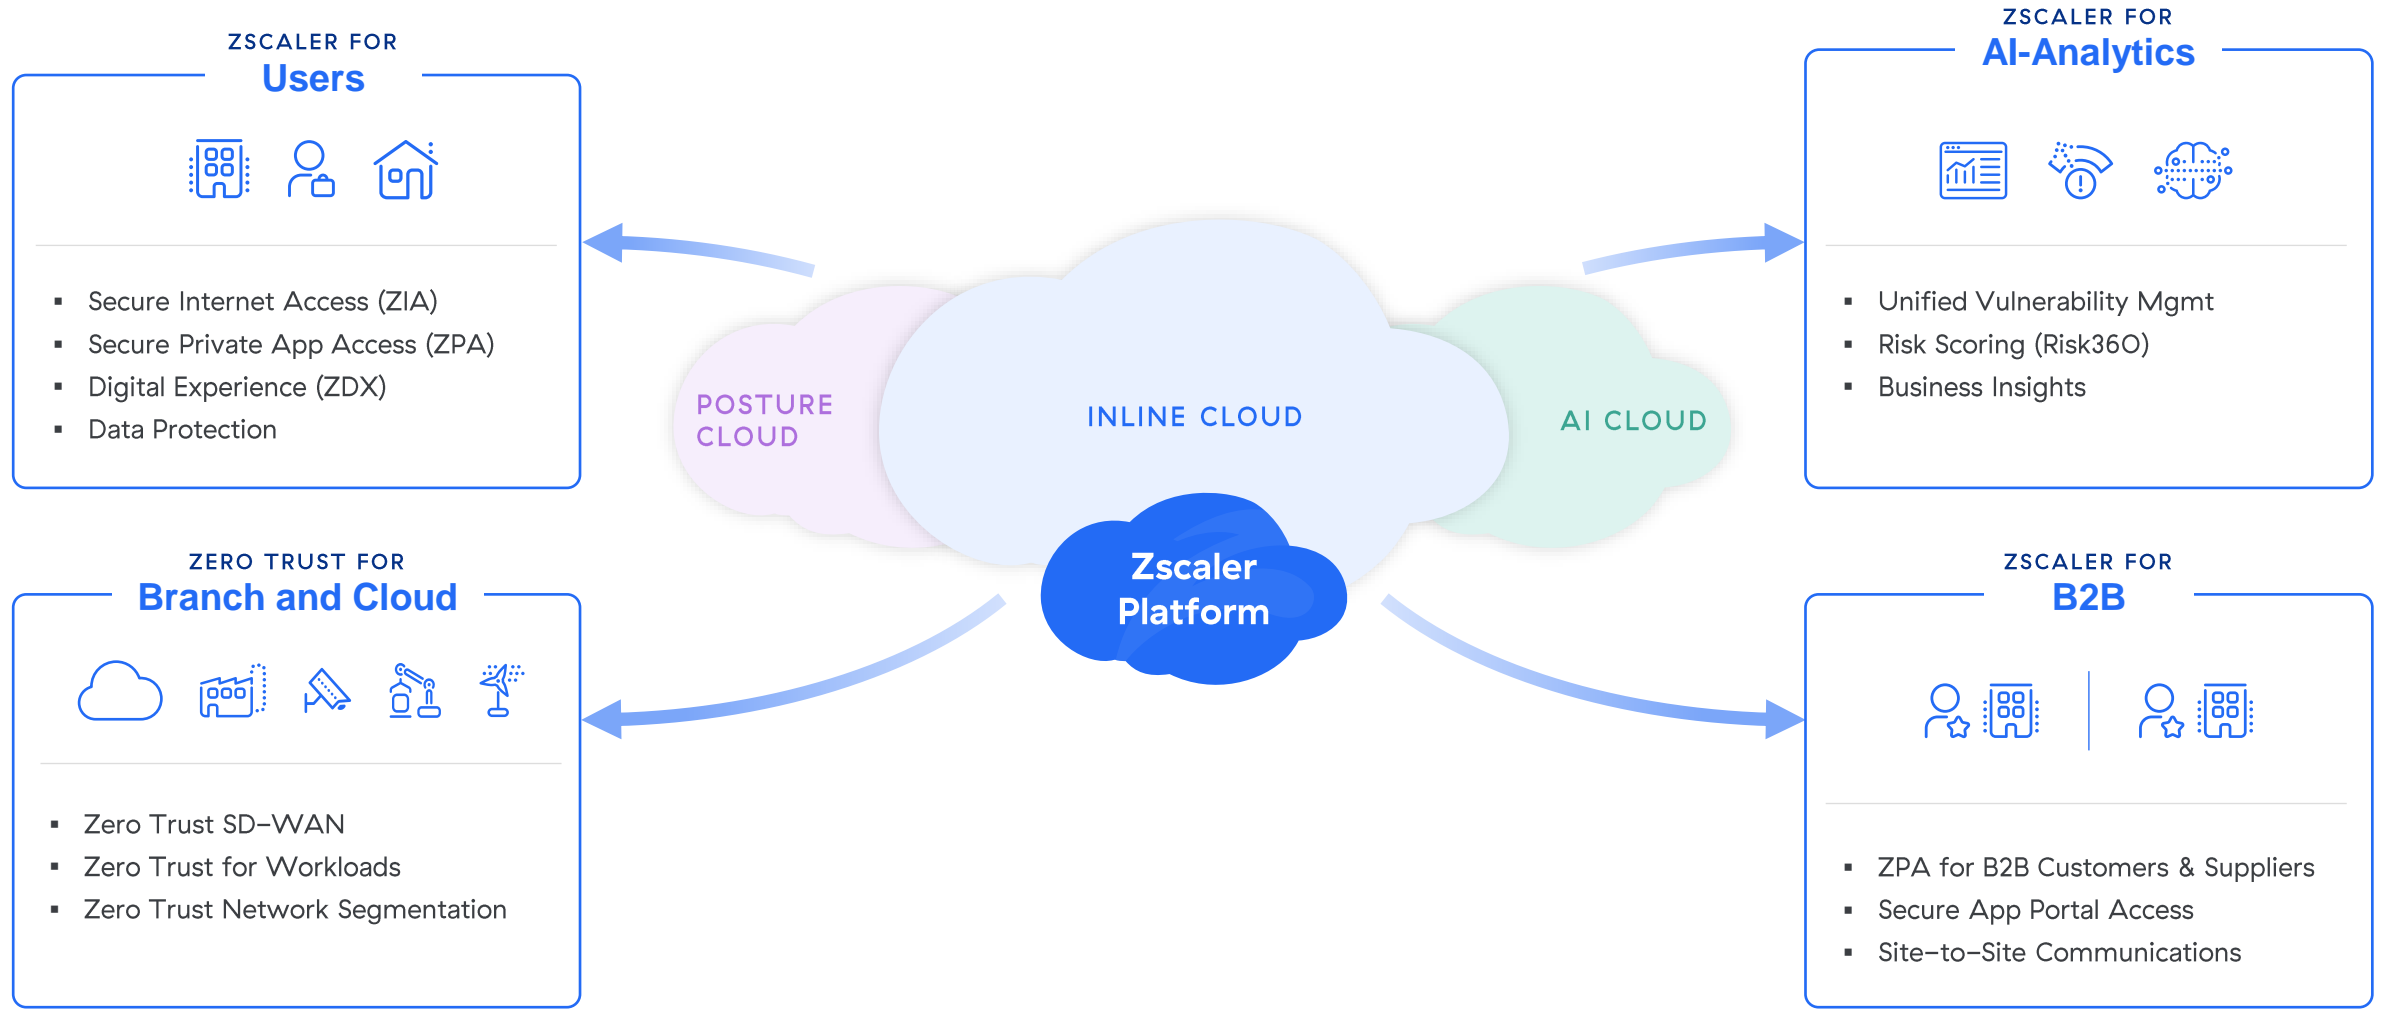 ZSCALER FOR
Users
Secure Internet Access (ZIA)
Secure Private App Access (ZPA)
Digital Experience (ZDX)
Data Protection
ZSCALER FOR
AI-Analytics
Unified Vulnerability Mgmt
Risk Scoring (Risk360)
Business Insights
POSTURE
CLOUD
INLINE CLOUD
AI CLOUD
Zscaler
Platform
ZERO TRUST FOR
Branch and Cloud
Zero Trust SD-WAN
Zero Trust for Workloads
Zero Trust Network Segmentation
ZSCALER FOR
B2B
ZPA for B2B Customers & Suppliers
Secure App Portal Access
Site-to-Site Communications